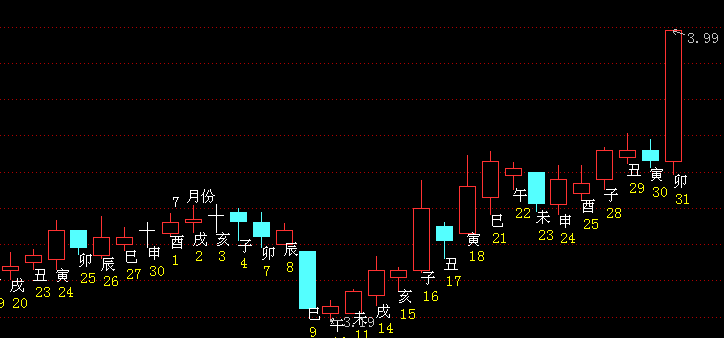 3.99
7 月份
戌 20
丑 23
寅 24
卯 25
辰 26
巳 27
申 30
酉 1
戌 2
亥 3
子 4
卯 7
辰 8
巳 9
午
3.19
未 11
戌 14
亥 15
子 16
丑 17
寅 18
巳 21
午 22
未 23
申 24
酉 25
子 28
丑 29
寅 30
卯 31